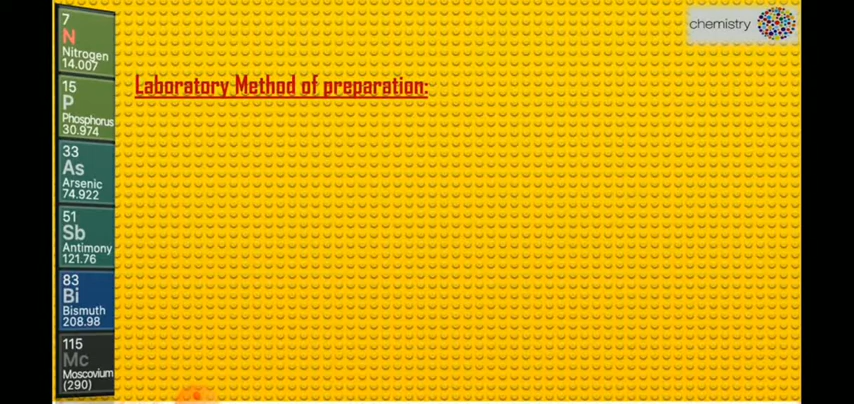 7
N
Nitrogen
14.007
15
P
Phosphorus
30.974
33
As
Arsenic
74.922
51
Sb
Antimony
121.76
83
Bi
Bismuth
208.98
115
Mc
Moscovium
(290)
Laboratory Method of preparation:
chemistry